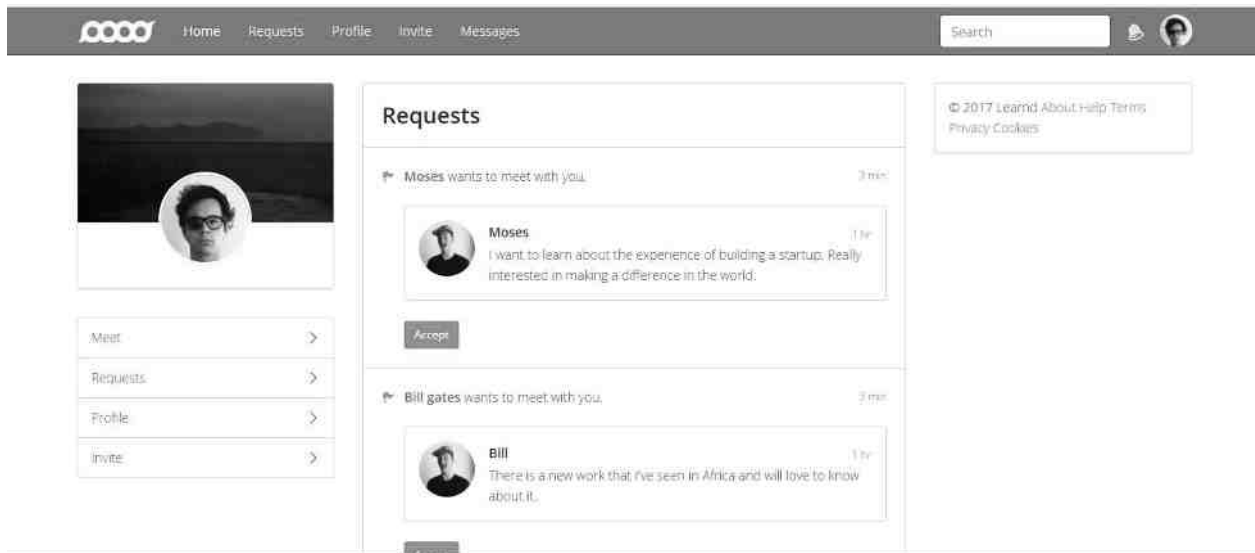 Home Requests Profile Invite Messages
Search
Requests
Moses wants to meet with you. 3 min
Moses 1 hr
I want to learn about the experience of building a startup. Really
interested in making a difference in the world.
Accept
Bill gates wants to meet with you. 3 min
Bill 1 hr
There is a new work that I've seen in Africa and will love to know
about it.
Meet
Requests
Profile
Invite
© 2017 Learnd About Help Terms
Privacy Cookies